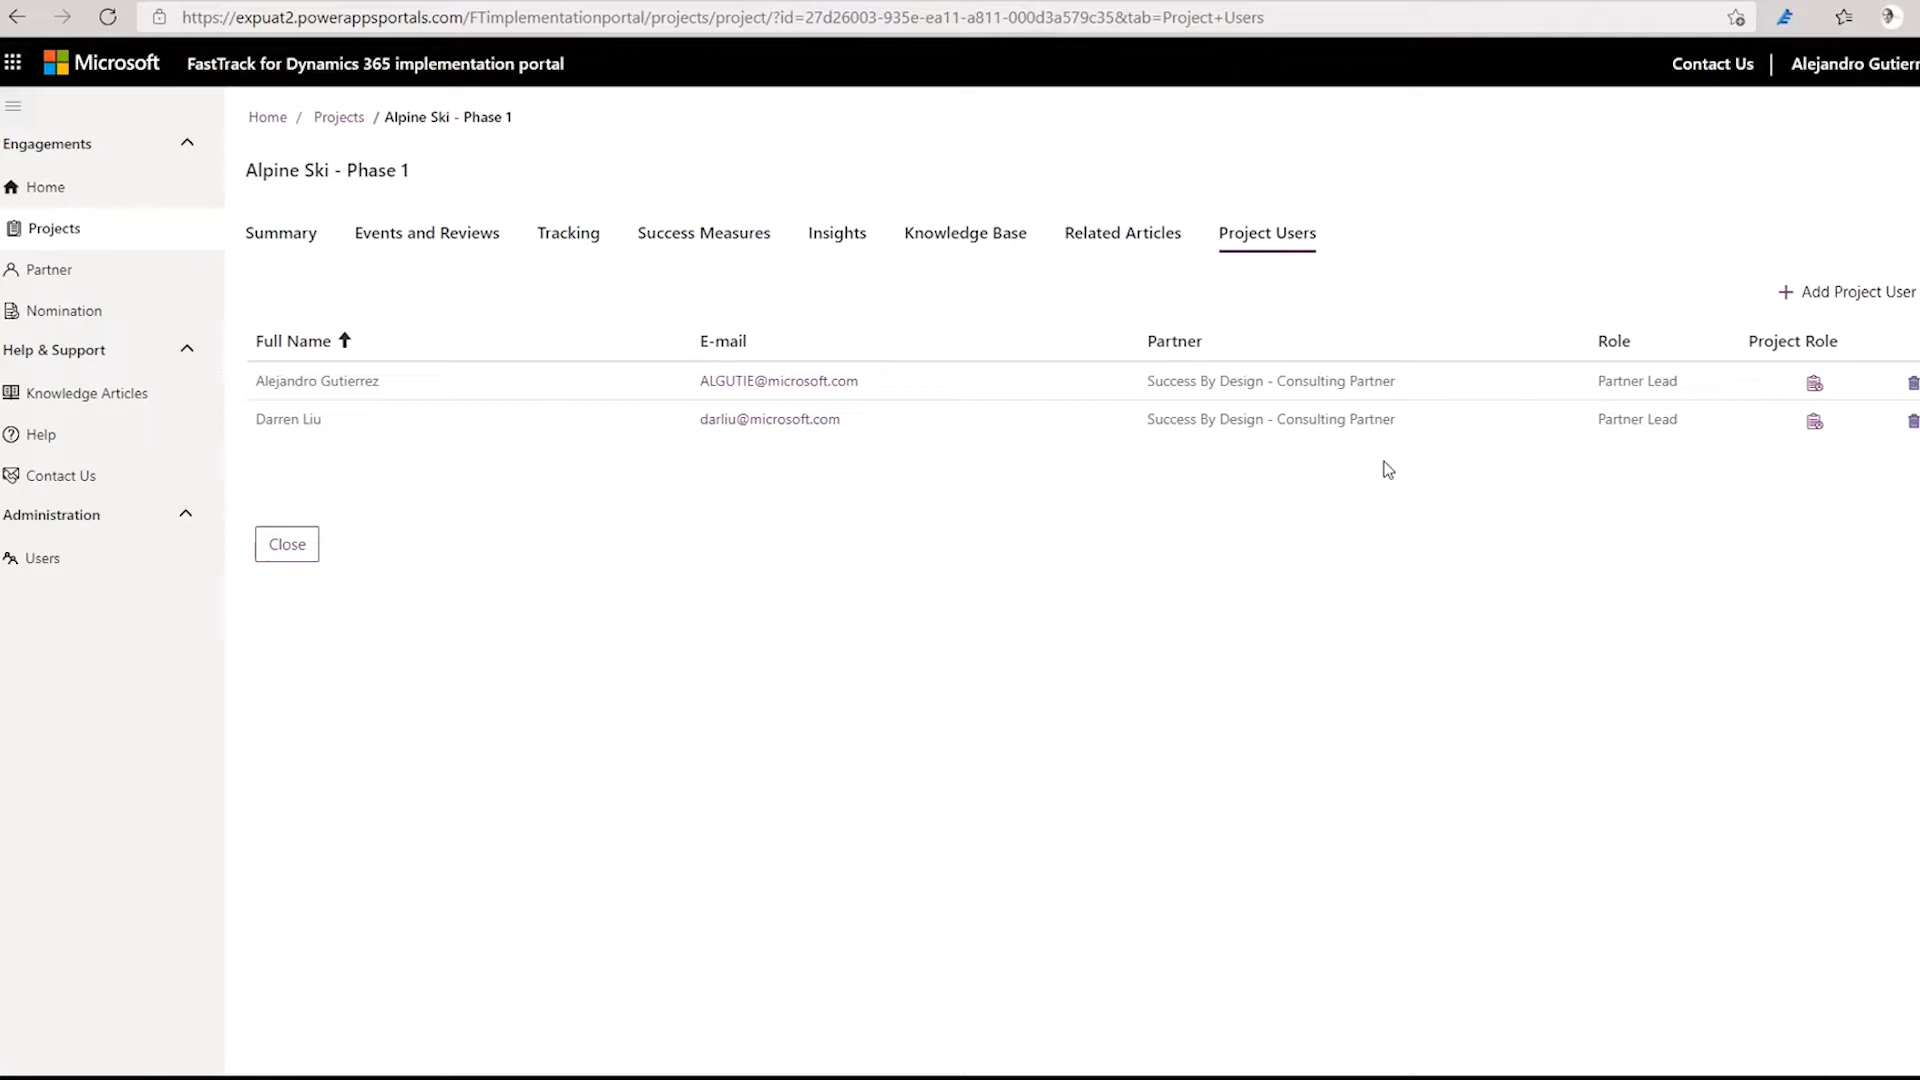 https://expuat2.powerappsportals.com/FTimplementationportal/projects/project/?id=27d26003-935e-ea11-a811-000d3a579c35&tab=Project+Users
Microsoft FastTrack for Dynamics 365 implementation portal Contact Us | Alejandro Gutierr
Home / Projects / Alpine Ski - Phase 1
Engagements
Home
Projects
Partner
Nomination
Help & Support
Knowledge Articles
Help
Contact Us
Administration
Users
Alpine Ski - Phase 1
Summary Events and Reviews Tracking Success Measures Insights Knowledge Base Related Articles Project Users
+ Add Project User
Full Name E-mail Partner Role Project Role
Alejandro Gutierrez ALGUTIE@microsoft.com Success By Design - Consulting Partner Partner Lead
Darren Liu darliu@microsoft.com Success By Design - Consulting Partner Partner Lead
Close